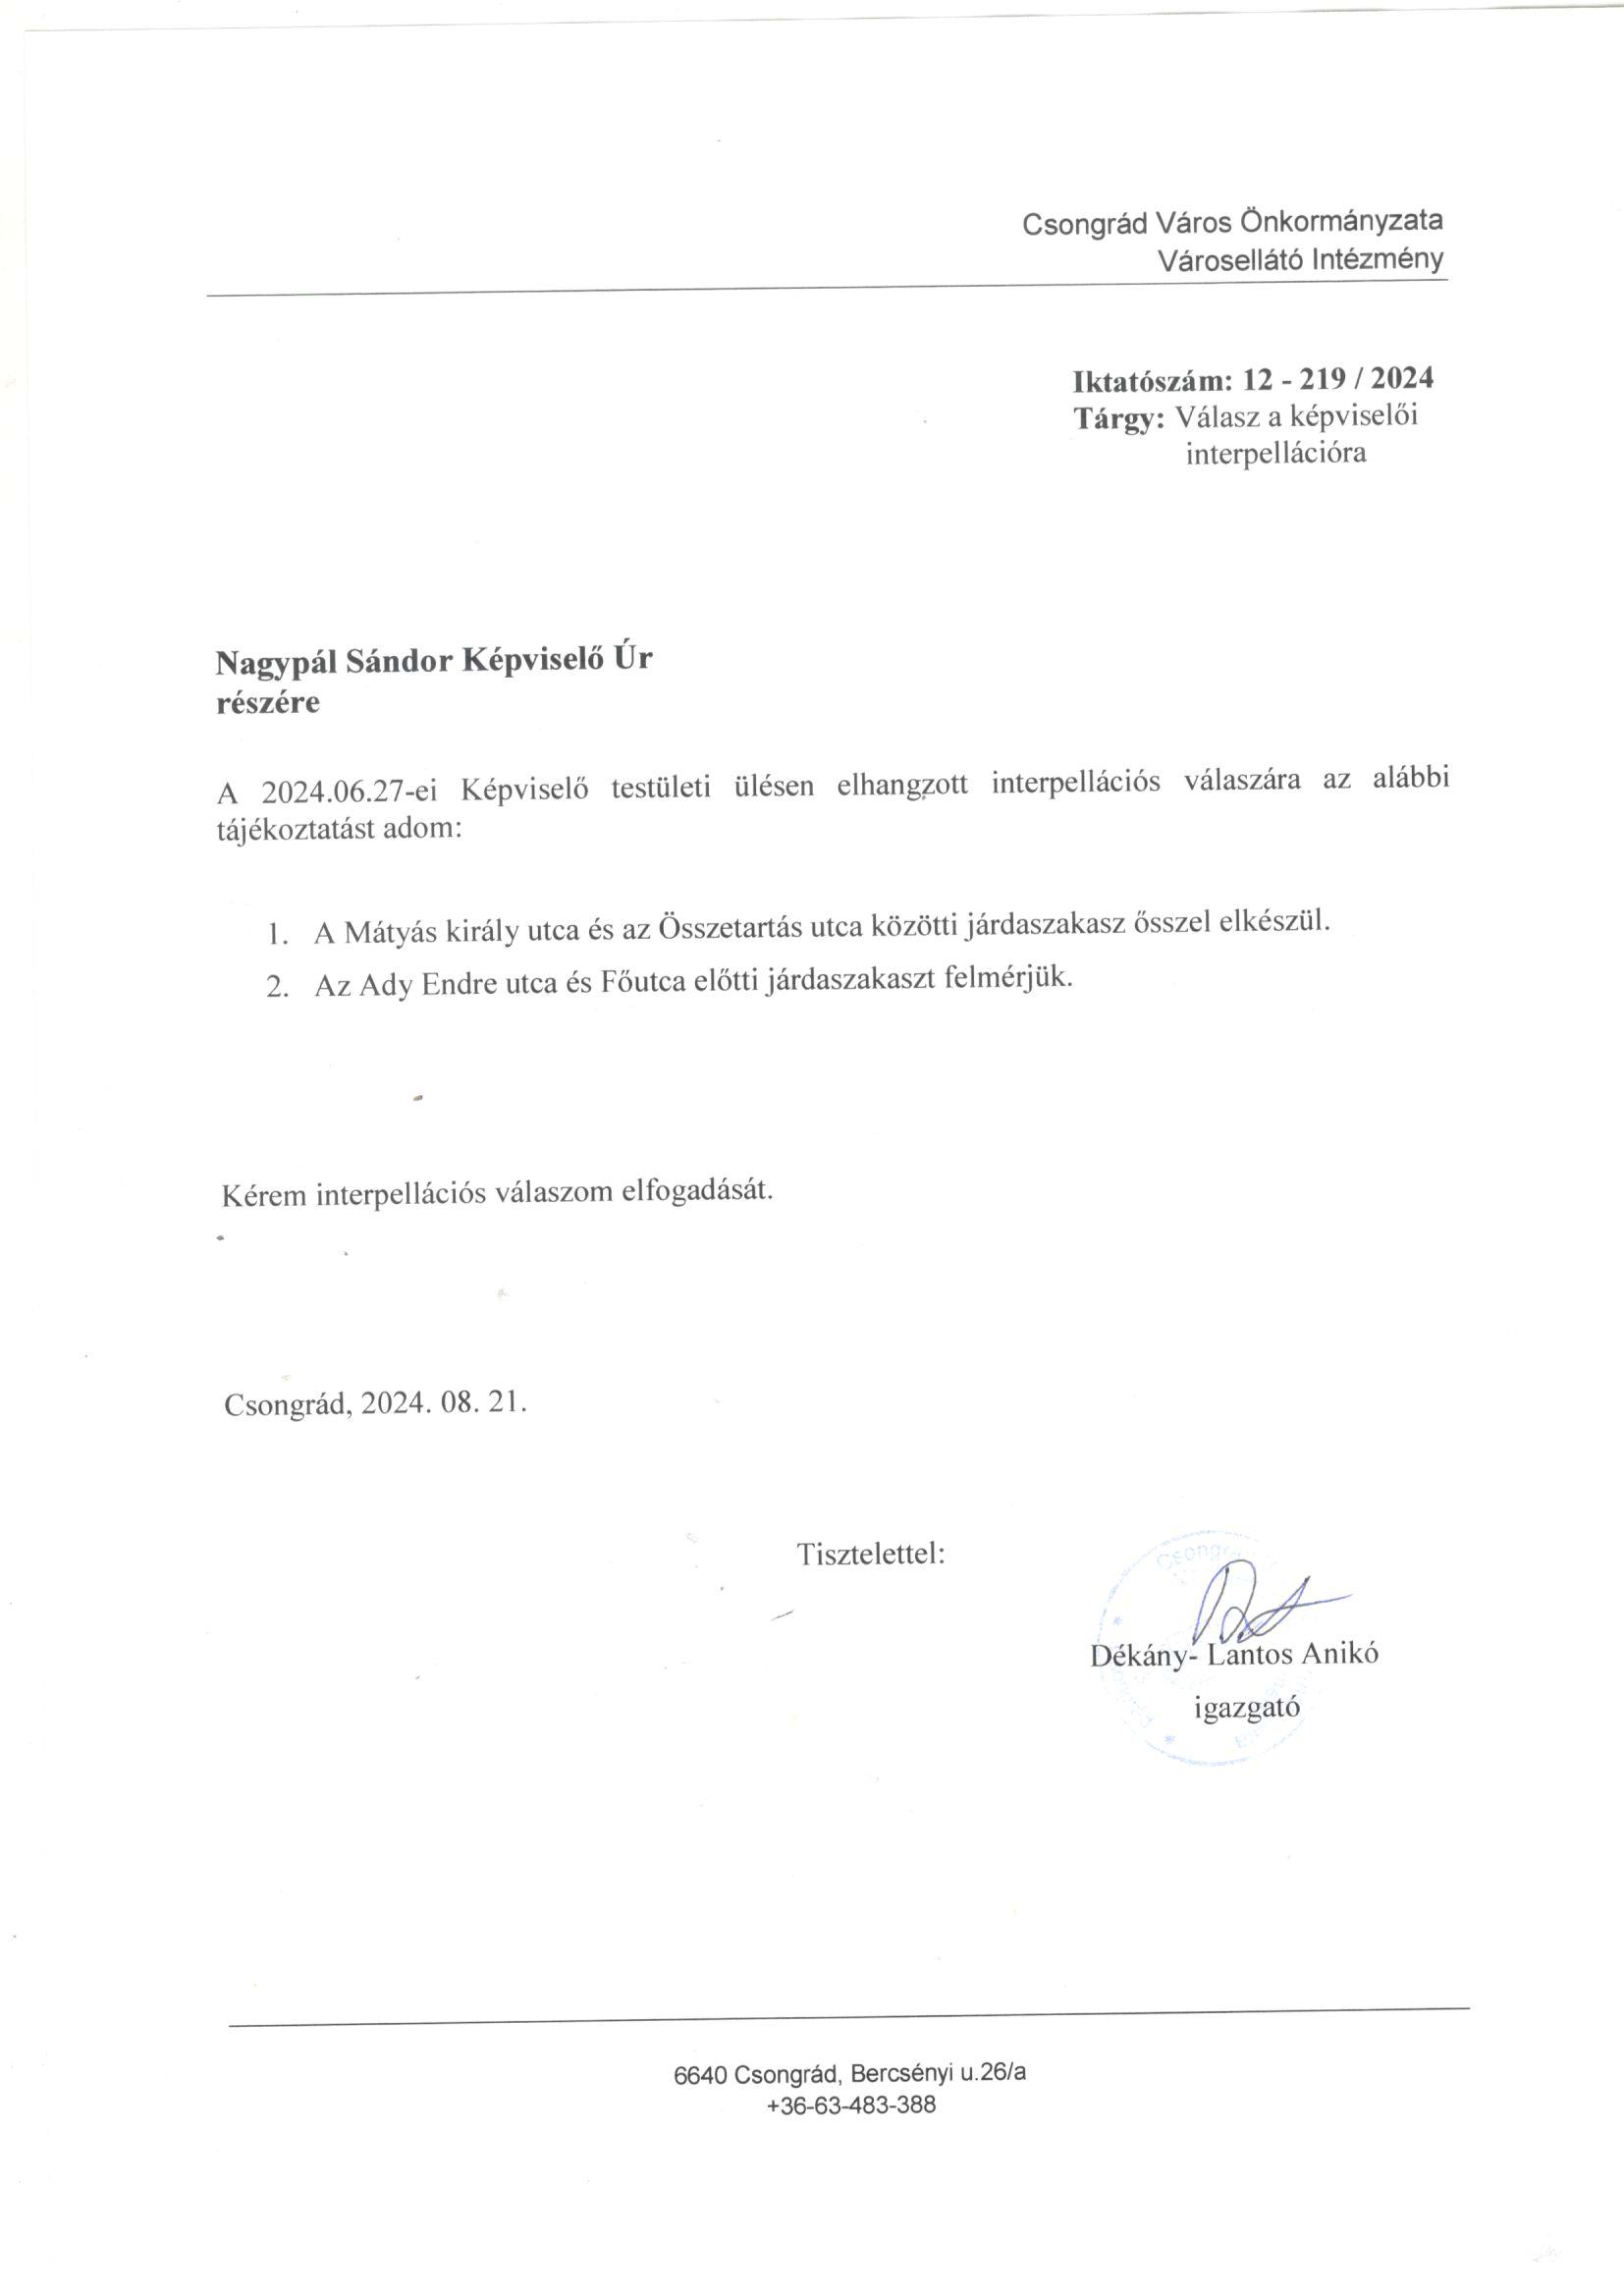 Csongrád Város Önkormányzata
Városellátó Intézmény
Iktatószám: 12 - 219 / 2024
Tárgy: Válasz a képviselői
interpellációra
Nagypál Sándor Képviselő Úr
részére
A 2024.06.27-ei Képviselő testületi ülésen elhangzott interpellációs válaszára az alábbi
tájékoztatást adom:
1. A Mátyás király utca és az Összetartás utca közötti járdaszakasz ősszel elkészül.
2. Az Ady Endre utca és Főutca előtti járdaszakaszt felmérjük.
Kérem interpellációs válaszom elfogadását.
Csongrád, 2024. 08. 21.
Tisztelettel:
Dékány- Lantos Anikó
igazgató
6640 Csongrád, Bercsényi u.26/a
+36-63-483-388